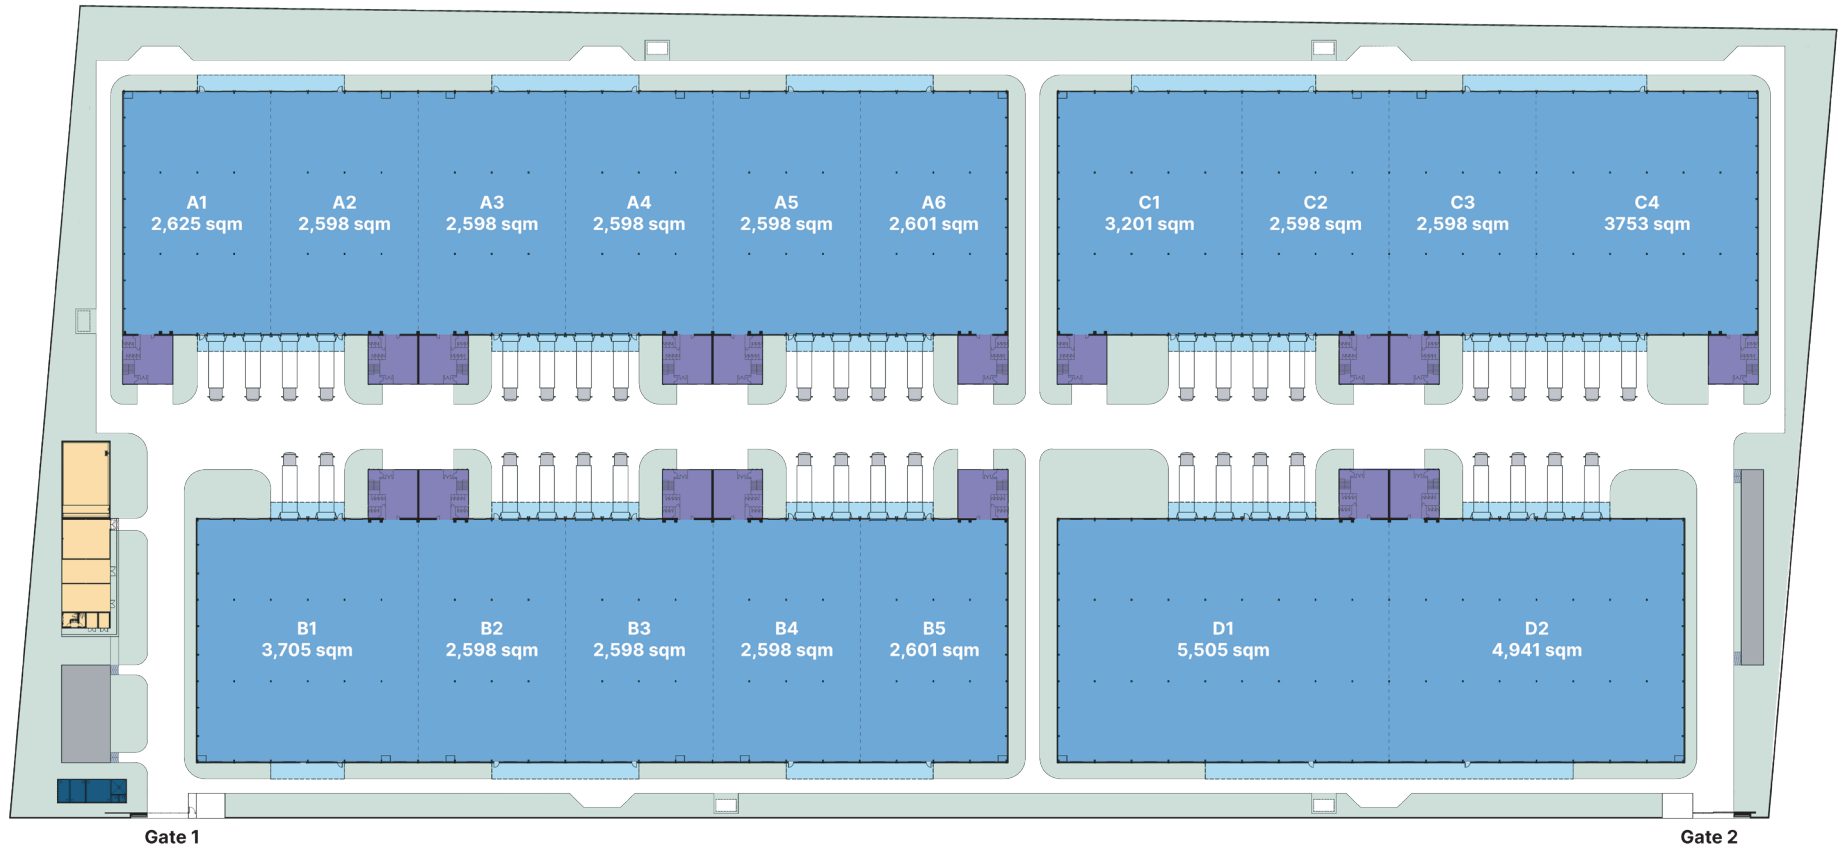 A1
2,625 sqm
A2
2,598 sqm
A3
2,598 sqm
A4
2,598 sqm
A5
2,598 sqm
A6
2,601 sqm
C1
3,201 sqm
C2
2,598 sqm
C3
2,598 sqm
C4
3753 sqm
B1
3,705 sqm
B2
2,598 sqm
B3
2,598 sqm
B4
2,598 sqm
B5
2,601 sqm
D1
5,505 sqm
D2
4,941 sqm
Gate 1
Gate 2